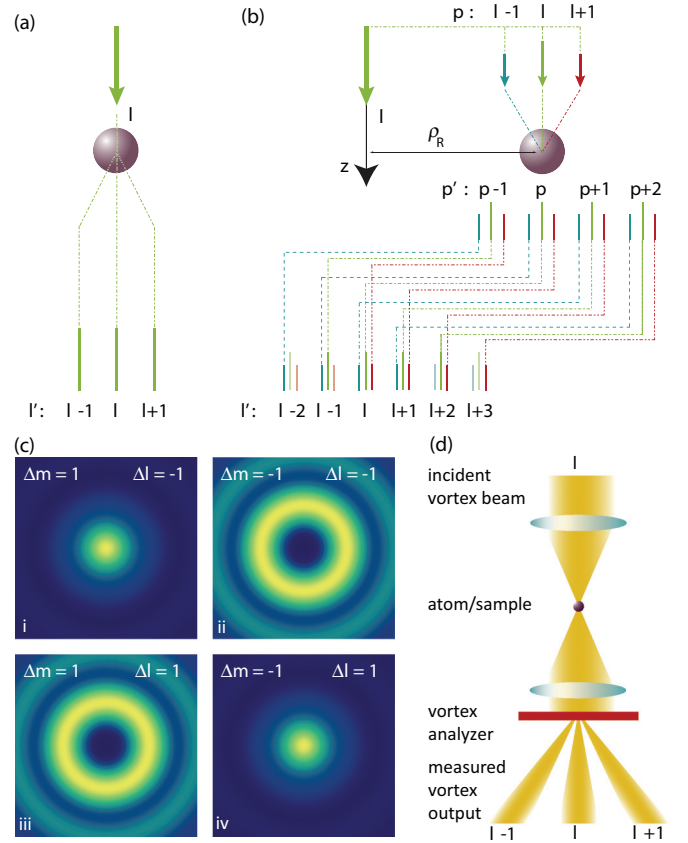 (a)
l
l': l-1 l l+1
(b)
p : l-1 l l+1
l
ρR
z
p' : p-1 p p+1 p+2
l': l-2 l-1 l l+1 l+2 l+3
(c)
Δm = 1 Δl = -1
i
Δm = -1 Δl = -1
ii
Δm = 1 Δl = 1
iii
Δm = -1 Δl = 1
iv
(d)
l
incident
vortex beam
atom/sample
vortex
analyzer
measured
vortex
output
l-1 l l+1